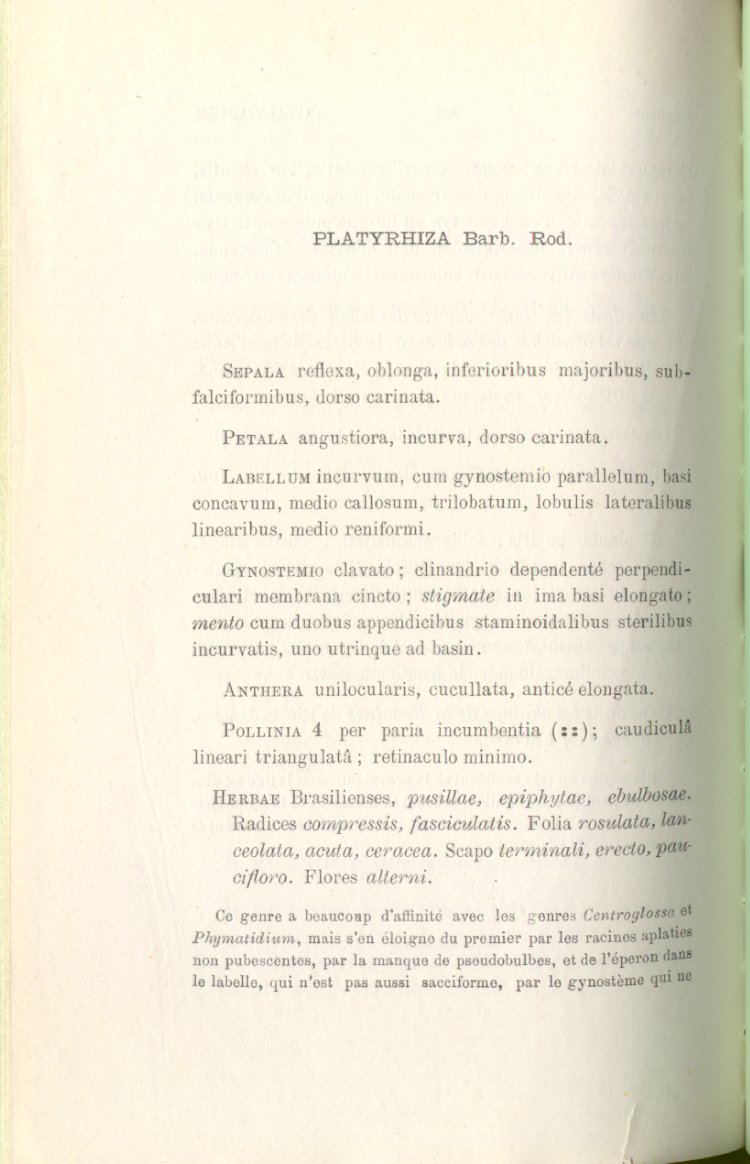 PLATYRHIZA Barb. Rod.
SEPALA reflexa, oblonga, inferioribus majoribus, sub-
falciformibus, dorso carinata.
PETALA angustiora, incurva, dorso carinata.
LABELLUM incurvum, cum gynostemio parallelum, basi
concavum, medio callosum, trilobatum, lobulis lateralibus
linearibus, medio reniformi.
GYNOSTEMIO clavato; clinandrio dependenté perpendi-
culari membrana cincto; stigmate in ima basi elongato;
mento cum duobus appendicibus staminoidalibus sterilibus
incurvatis, uno utrinque ad basin.
ANTHERA unilocularis, cucullata, anticé elongata.
POLLINIA 4 per paria incumbentia (::); caudiculâ
lineari triangulatâ; retinaculo minimo.
HERBAE Brasilienses, pusillae, epiphytae, ebulbosae.
Radices compressis, fasciculatis. Folia rosulata, lan-
ceolata, acuta, ceracea. Scapo terminali, erecto, pau-
cifloro. Flores alterni.
Ce genre a beaucoup d'affinité avec les genres Centroglossa et
Phymatidium, mais s'en éloigne du premier par les racines aplaties
non pubescentes, par la manque de pseudobulbes, et de l'éperon dans
le labelle, qui n'est pas aussi sacciforme, par le gynostème qui ne